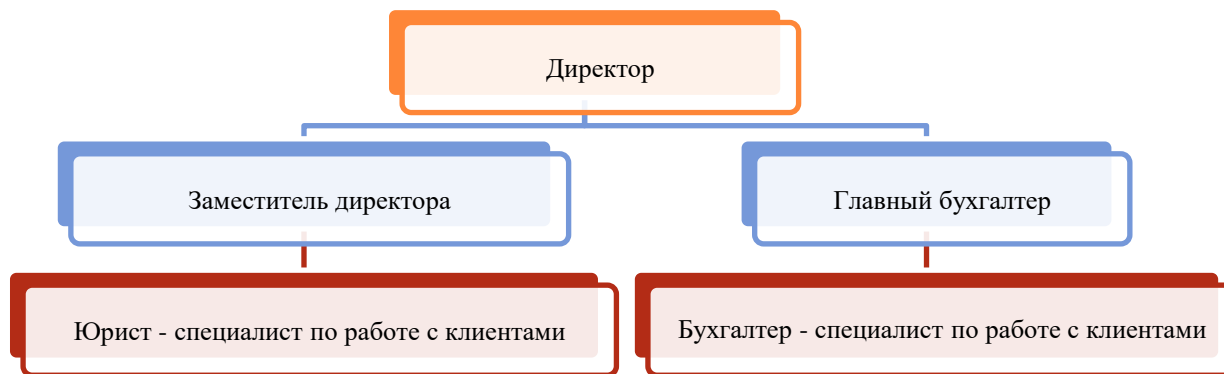 Директор
Заместитель директора
Главный бухгалтер
Юрист - специалист по работе с клиентами
Бухгалтер - специалист по работе с клиентами